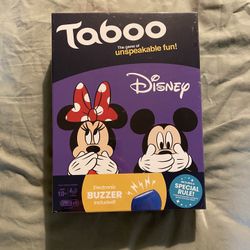 Taboo
The game of
unspeakable fun!
Disney
Electronic
BUZZER
included!
SPECIAL
RULE!